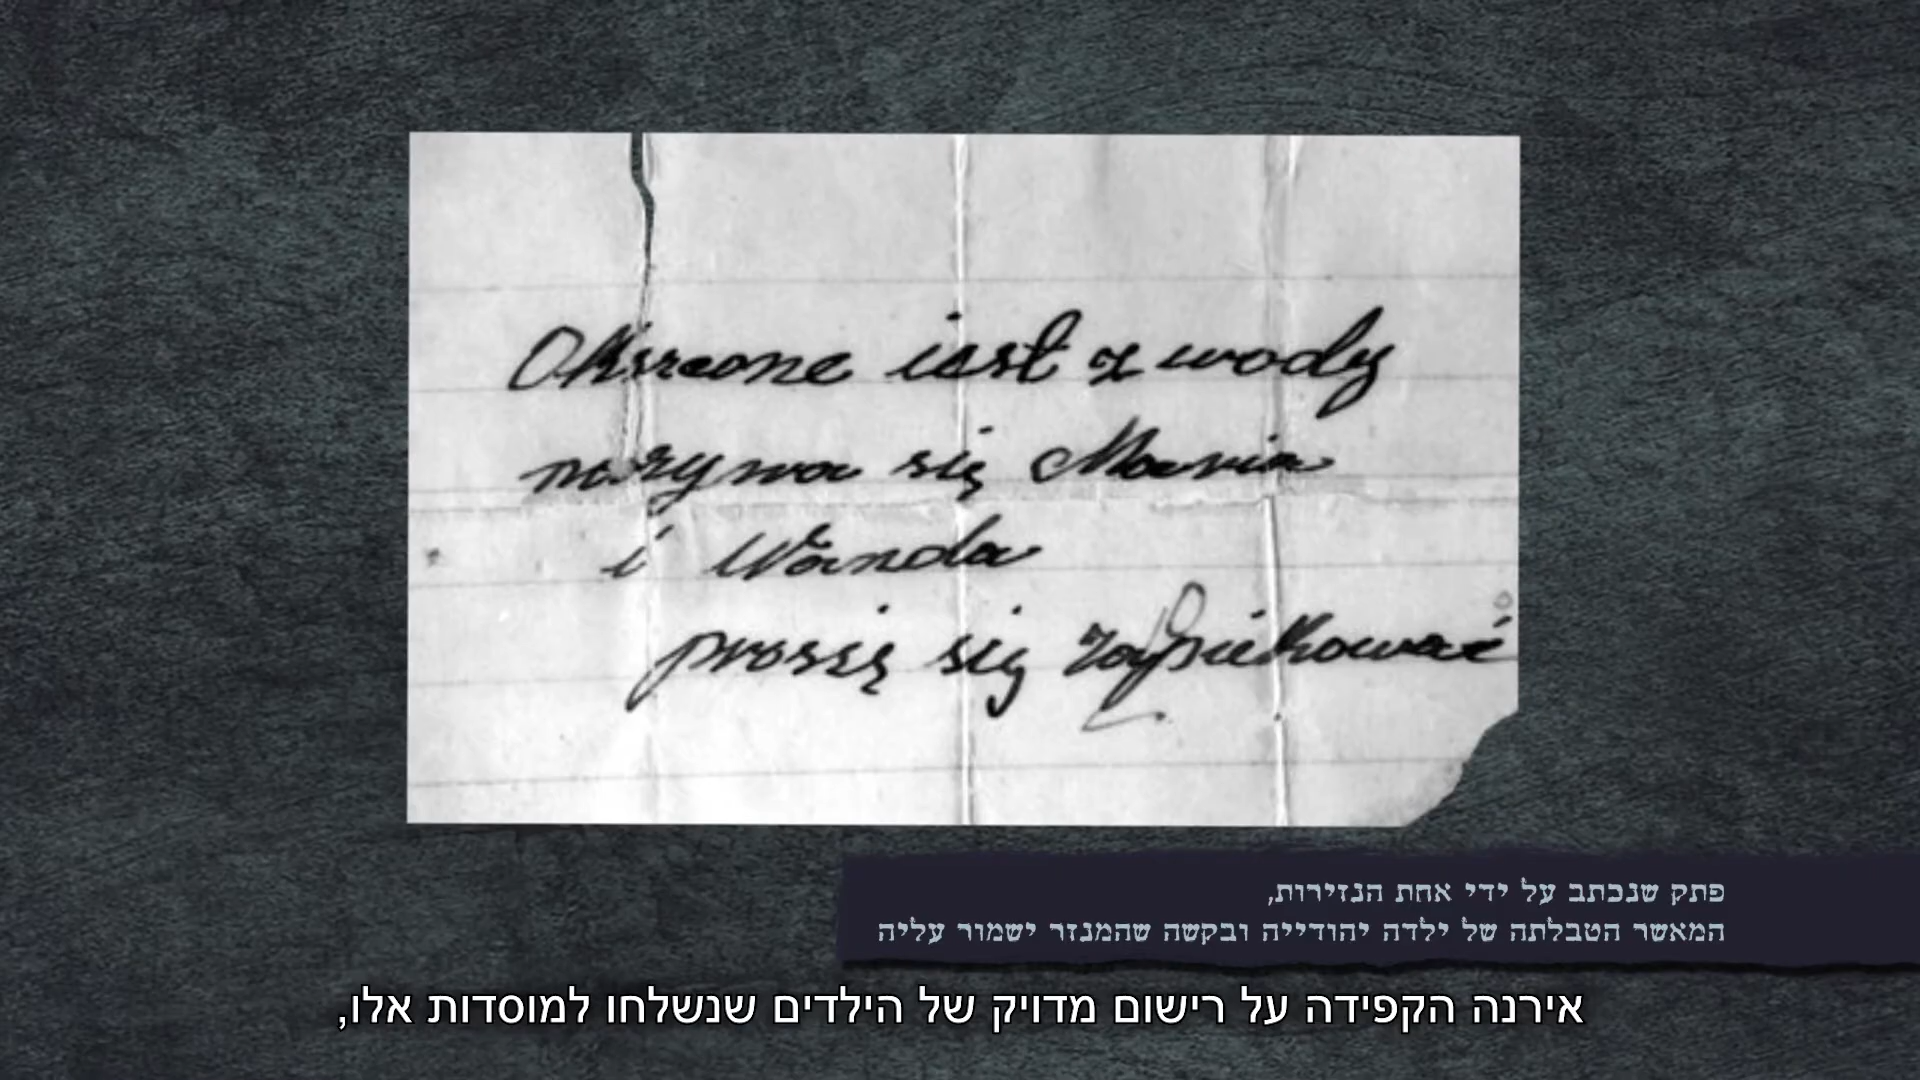 Okszcone iest z wody
nazywa się Maria
i Wanda
proszę się zaopiekować
פתק שנכתב על ידי אחת הנזירות,
המאשר הטבלתה של ילדה יהודייה ובקשה שהמנזר ישמור עליה
אירנה הקפידה על רישום מדויק של הילדים שנשלחו למוסדות אלו,